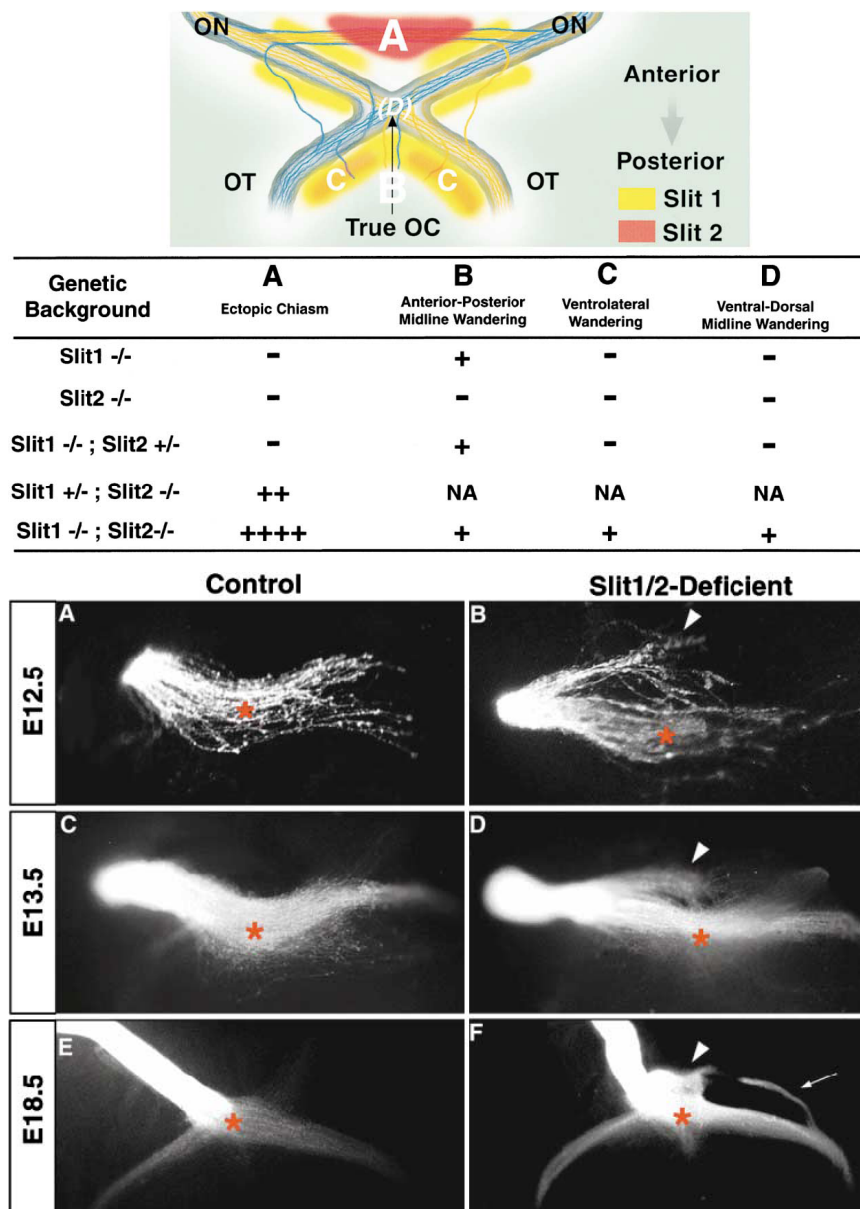 ON A ON
(D)
Anterior
Posterior
OT C B C OT
True OC
Slit 1
Slit 2
Genetic Background A B C D
Ectopic Chiasm Anterior-Posterior Midline Wandering Ventrolateral Wandering Ventral-Dorsal Midline Wandering
Slit1 -/- - + - -
Slit2 -/- - - - -
Slit1 -/- ; Slit2 +/- - + - -
Slit1 +/- ; Slit2 -/- ++ NA NA NA
Slit1 -/- ; Slit2-/- ++++ + + +
Control Slit1/2-Deficient
E12.5 A * B *
E13.5 C * D *
E18.5 E * F *